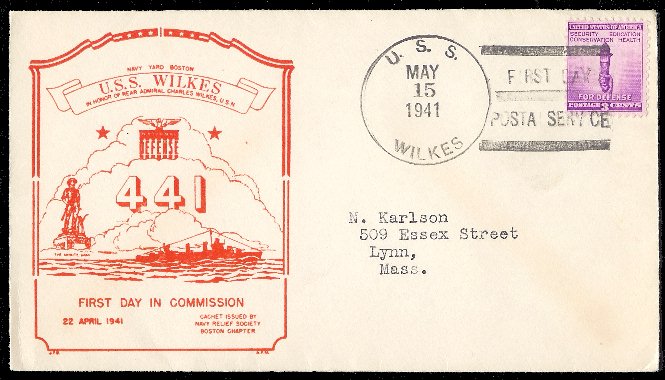 NAVY YARD BOSTON
U.S.S. WILKES
IN HONOR OF REAR ADMIRAL CHARLES WILKES, U.S.N.
DEFENSE
441
THE MINUTE MAN
FIRST DAY IN COMMISSION
22 APRIL 1941
CACHET ISSUED BY
NAVY RELIEF SOCIETY
BOSTON CHAPTER
U. S. S.
MAY
15
1941
WILKES
FIRST DAY
POSTA SERVICE
UNITED STATES OF AMERICA
SECURITY EDUCATION
CONSERVATION HEALTH
FOR DEFENSE
POSTAGE 3 CENTS
N. Karlson
509 Essex Street
Lynn,
Mass.